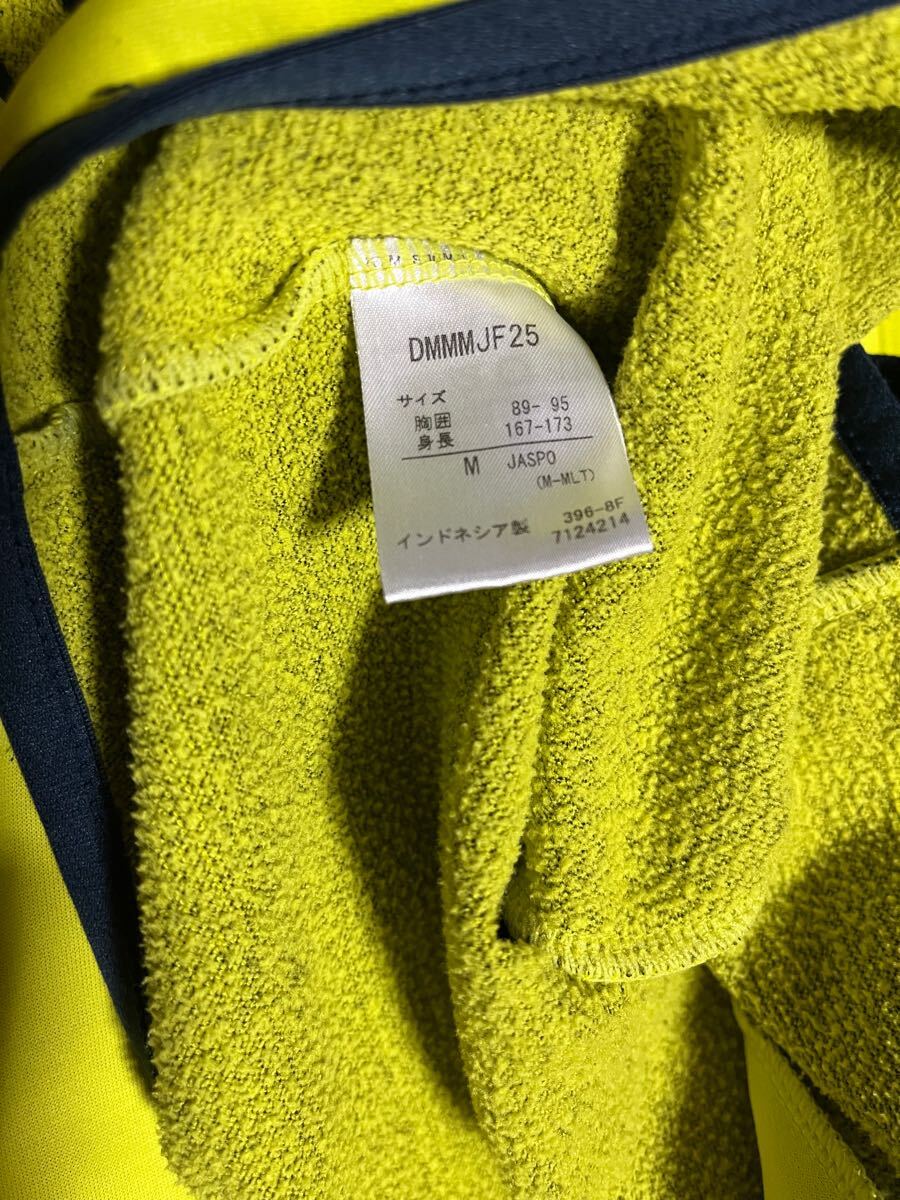 DMMMJF25
サイズ
胸囲 89- 95
身長 167-173
M JASPO
(M-MLT)
396-8F
インドネシア製 7124214